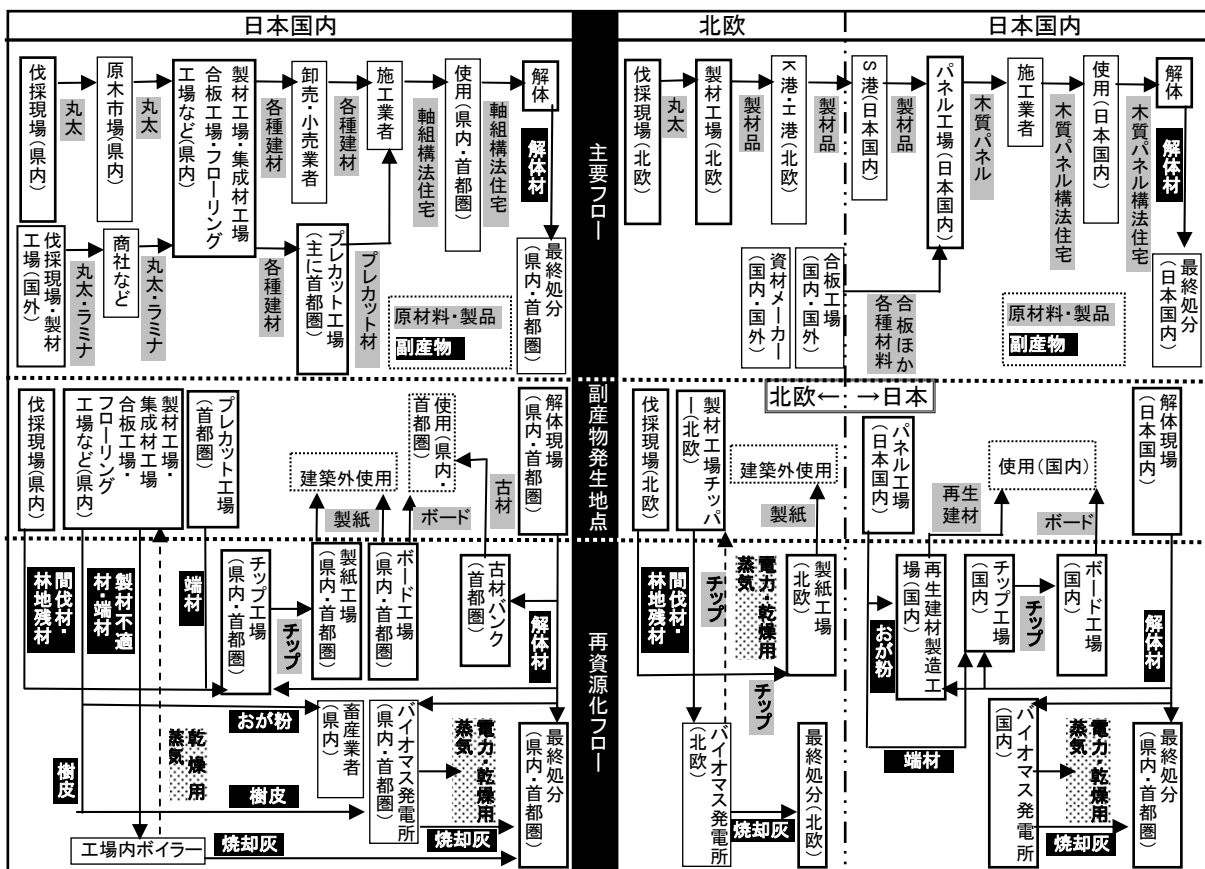 日本国内
北欧
日本国内
主要フロー
副産物発生地点
再資源化フロー
伐採現場(県内)
丸太
原木市場(県内)
丸太
製材工場・集成材工場
合板工場・フローリング
工場など(県内)
各種建材
卸売・小売業者
各種建材
施工業者
軸組構法住宅
使用(県内・首都圏)
軸組構法住宅
解体
解体材
伐採現場・製材
工場(国外)
丸太・ラミナ
商社など
丸太・ラミナ
各種建材
プレカット工場
(主に首都圏)
プレカット材
原材料・製品
副産物
最終処分
(県内・首都圏)
伐採現場(北欧)
丸太
製材工場(北欧)
製材品
K港・H港(北欧)
製材品
S港(日本国内)
製材品
パネル工場(日本国内)
木質パネル
施工業者
木質パネル構法住宅
使用(日本国内)
木質パネル構法住宅
解体
解体材
資材メーカー
(国内・国外)
合板工場
(国内・国外)
合板ほか
各種材料
原材料・製品
副産物
最終処分
(日本国内)
北欧← →日本
伐採現場(県内)
製材工場・
集成材工場
合板工場・
フローリング
工場など(県内)
プレカット工場
(首都圏)
建築外使用
使用(県内・
首都圏)
解体現場
(県内・首都圏)
製紙
ボード
古材
間伐材・
林地残材
製材不適
材・端材
端材
チップ工場
(県内・首都圏)
チップ
製紙工場
(県内・首都圏)
ボード工場
(県内・首都圏)
古材バンク
(首都圏)
解体材
おが粉
畜産業者
(県内)
バイオマス発電所
(県内・首都圏)
電力・乾燥用
蒸気
最終処分
(県内・首都圏)
樹皮
乾燥用
蒸気
樹皮
焼却灰
工場内ボイラー
焼却灰
伐採現場(北欧)
製材工場チッパ
ー(北欧)
建築外使用
製紙
間伐材・
林地残材
チップ
電力・乾燥用
蒸気
製紙工場
(北欧)
チップ
バイオマス発電所
(北欧)
焼却灰
最終処分(北欧)
パネル工場
(日本国内)
使用(国内)
再生
建材
ボード
解体現場
(日本国内)
おが粉
再生建材製造工
場(国内)
チップ工場
(国内)
チップ
ボード工場
(国内)
解体材
端材
バイオマス発電所
(国内)
電力・乾燥用
蒸気
焼却灰
最終処分
(県内・首都圏)